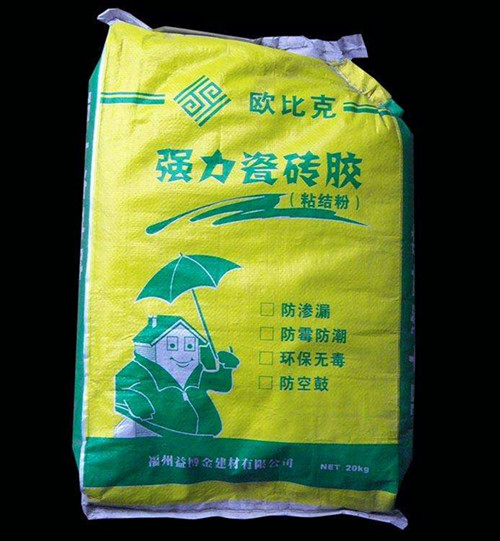 欧比克
强力瓷砖胶
（粘结粉）
防渗漏
防霉防潮
环保无毒
防空鼓
福州益博金建材有限公司 NET 20kg